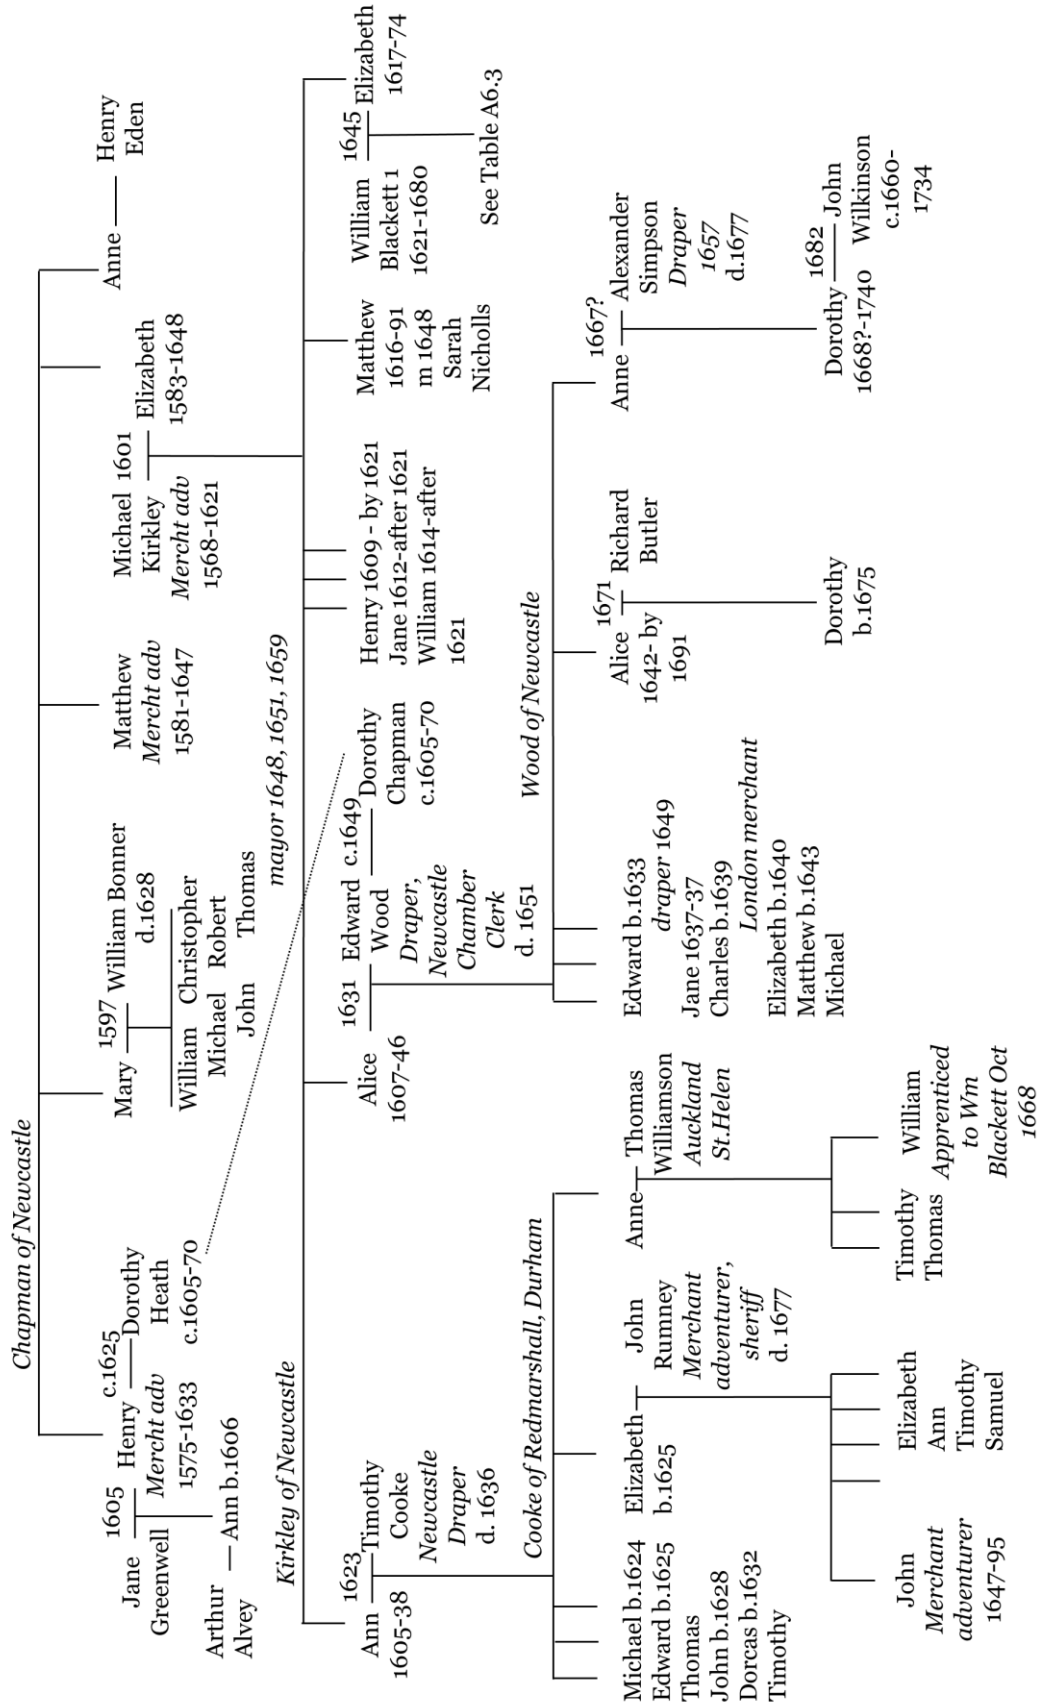 Chapman of Newcastle
Jane
Greenwell
1605
Henry
Mercht adv
1575-1633
c.1625
Dorothy
Heath
c.1605-70
Arthur
Alvey
Ann b.1606
Mary
1597
William Bonner
d.1628
William Christopher
Michael Robert
John Thomas
Matthew
Mercht adv
1581-1647
Michael
Kirkley
Mercht adv
1568-1621
1601
Elizabeth
1583-1648
Anne
Henry
Eden
Kirkley of Newcastle
mayor 1648, 1651, 1659
Ann
1605-38
1623
Timothy
Cooke
Newcastle
Draper
d. 1636
Alice
1607-46
1631
Edward
Wood
Draper,
Newcastle
Chamber
Clerk
d. 1651
c.1649
Dorothy
Chapman
c.1605-70
Henry 1609 - by 1621
Jane 1612-after 1621
William 1614-after
1621
Matthew
1616-91
m 1648
Sarah
Nicholls
William
Blackett 1
1621-1680
1645
Elizabeth
1617-74
See Table A6.3
Cooke of Redmarshall, Durham
Michael b.1624
Edward b.1625
Thomas
John b.1628
Dorcas b.1632
Timothy
Elizabeth
b.1625
John
Rumney
Merchant
adventurer,
sheriff
d. 1677
Anne
Thomas
Williamson
Auckland
St.Helen
Wood of Newcastle
Edward b.1633
draper 1649
Jane 1637-37
Charles b.1639
London merchant
Elizabeth b.1640
Matthew b.1643
Michael
Alice
1642- by
1691
1671
Richard
Butler
Anne
1667?
Alexander
Simpson
Draper
1657
d.1677
John
Merchant
adventurer
1647-95
Elizabeth
Ann
Timothy
Samuel
Timothy
Thomas
William
Apprenticed
to Wm
Blackett Oct
1668
Dorothy
b.1675
Dorothy
1668?-1740
1682
John
Wilkinson
c.1660-
1734